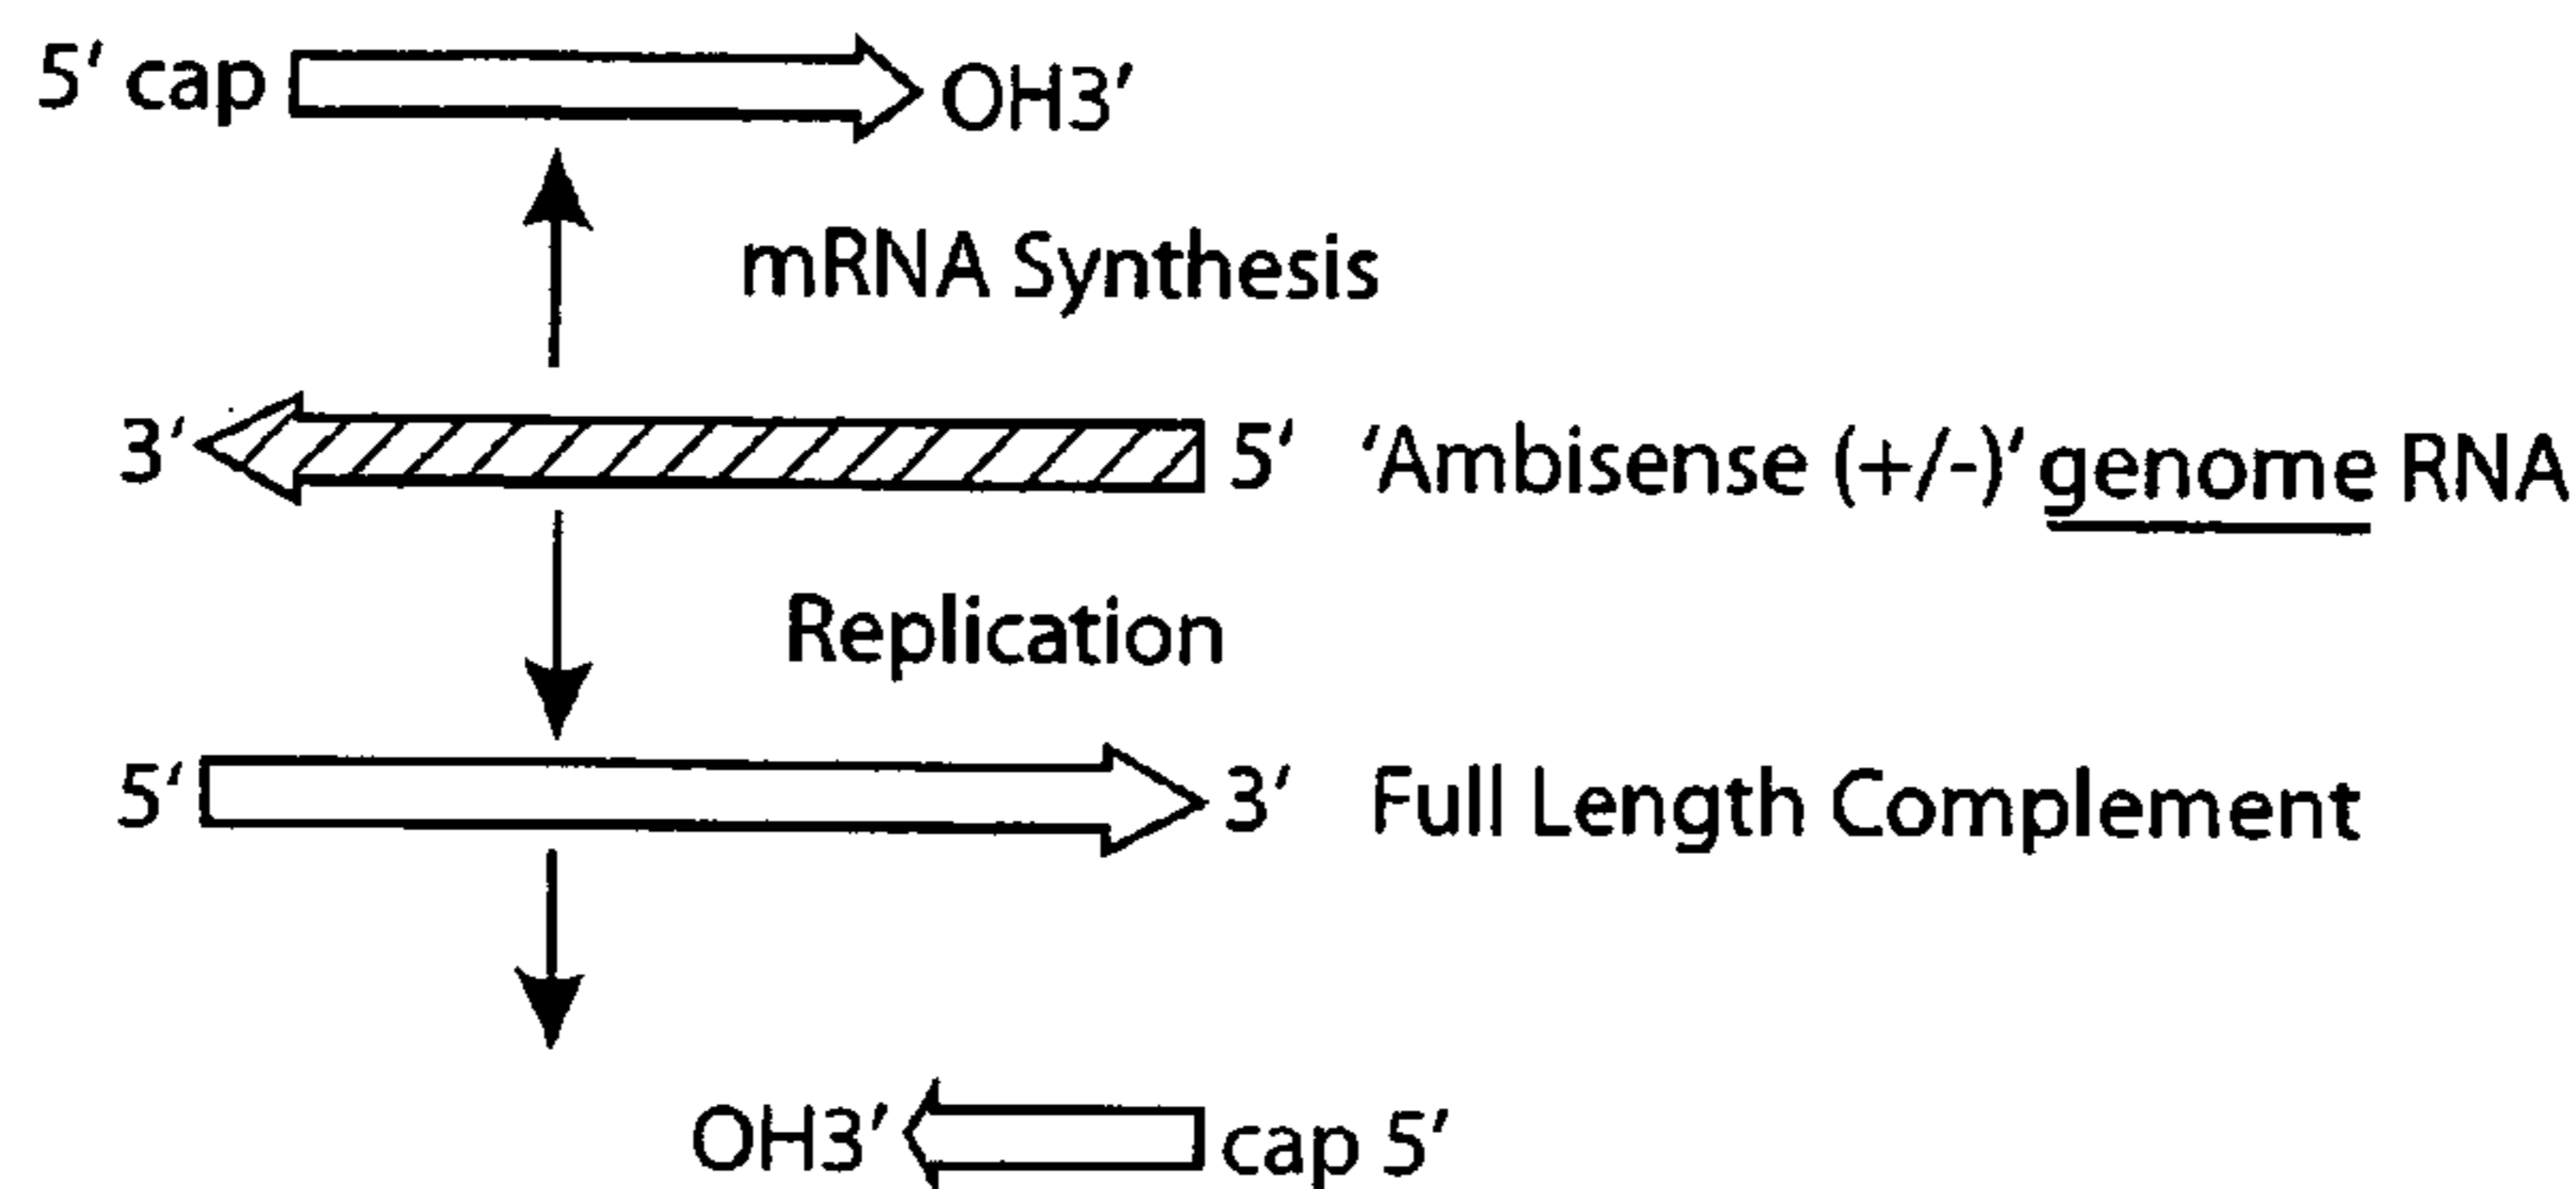 5' cap OH3'
mRNA Synthesis
3' 5' 'Ambisense (+/-)' genome RNA
Replication
5' 3' Full Length Complement
OH3' cap 5'